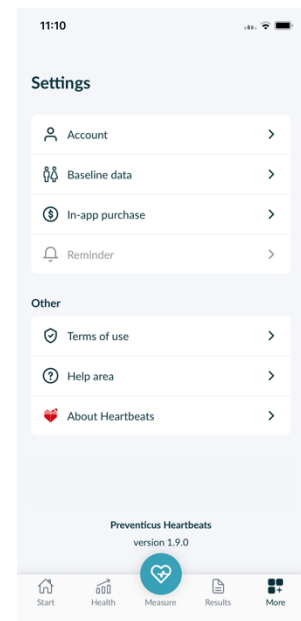 11:10
Settings
Account
Baseline data
In-app purchase
Reminder
Other
Terms of use
Help area
About Heartbeats
Preventicus Heartbeats
version 1.9.0
Start
Health
Measure
Results
More